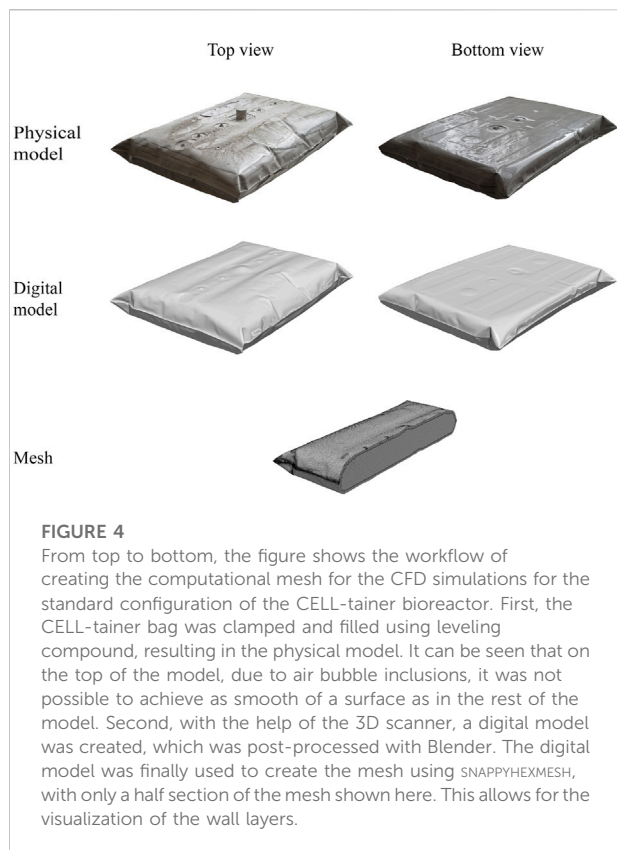 Top view
Bottom view
Physical
model
Digital
model
Mesh
FIGURE 4
From top to bottom, the figure shows the workflow of
creating the computational mesh for the CFD simulations for the
standard configuration of the CELL-tainer bioreactor. First, the
CELL-tainer bag was clamped and filled using leveling
compound, resulting in the physical model. It can be seen that on
the top of the model, due to air bubble inclusions, it was not
possible to achieve as smooth of a surface as in the rest of the
model. Second, with the help of the 3D scanner, a digital model
was created, which was post-processed with Blender. The digital
model was finally used to create the mesh using SNAPPYHEXMESH,
with only a half section of the mesh shown here. This allows for the
visualization of the wall layers.